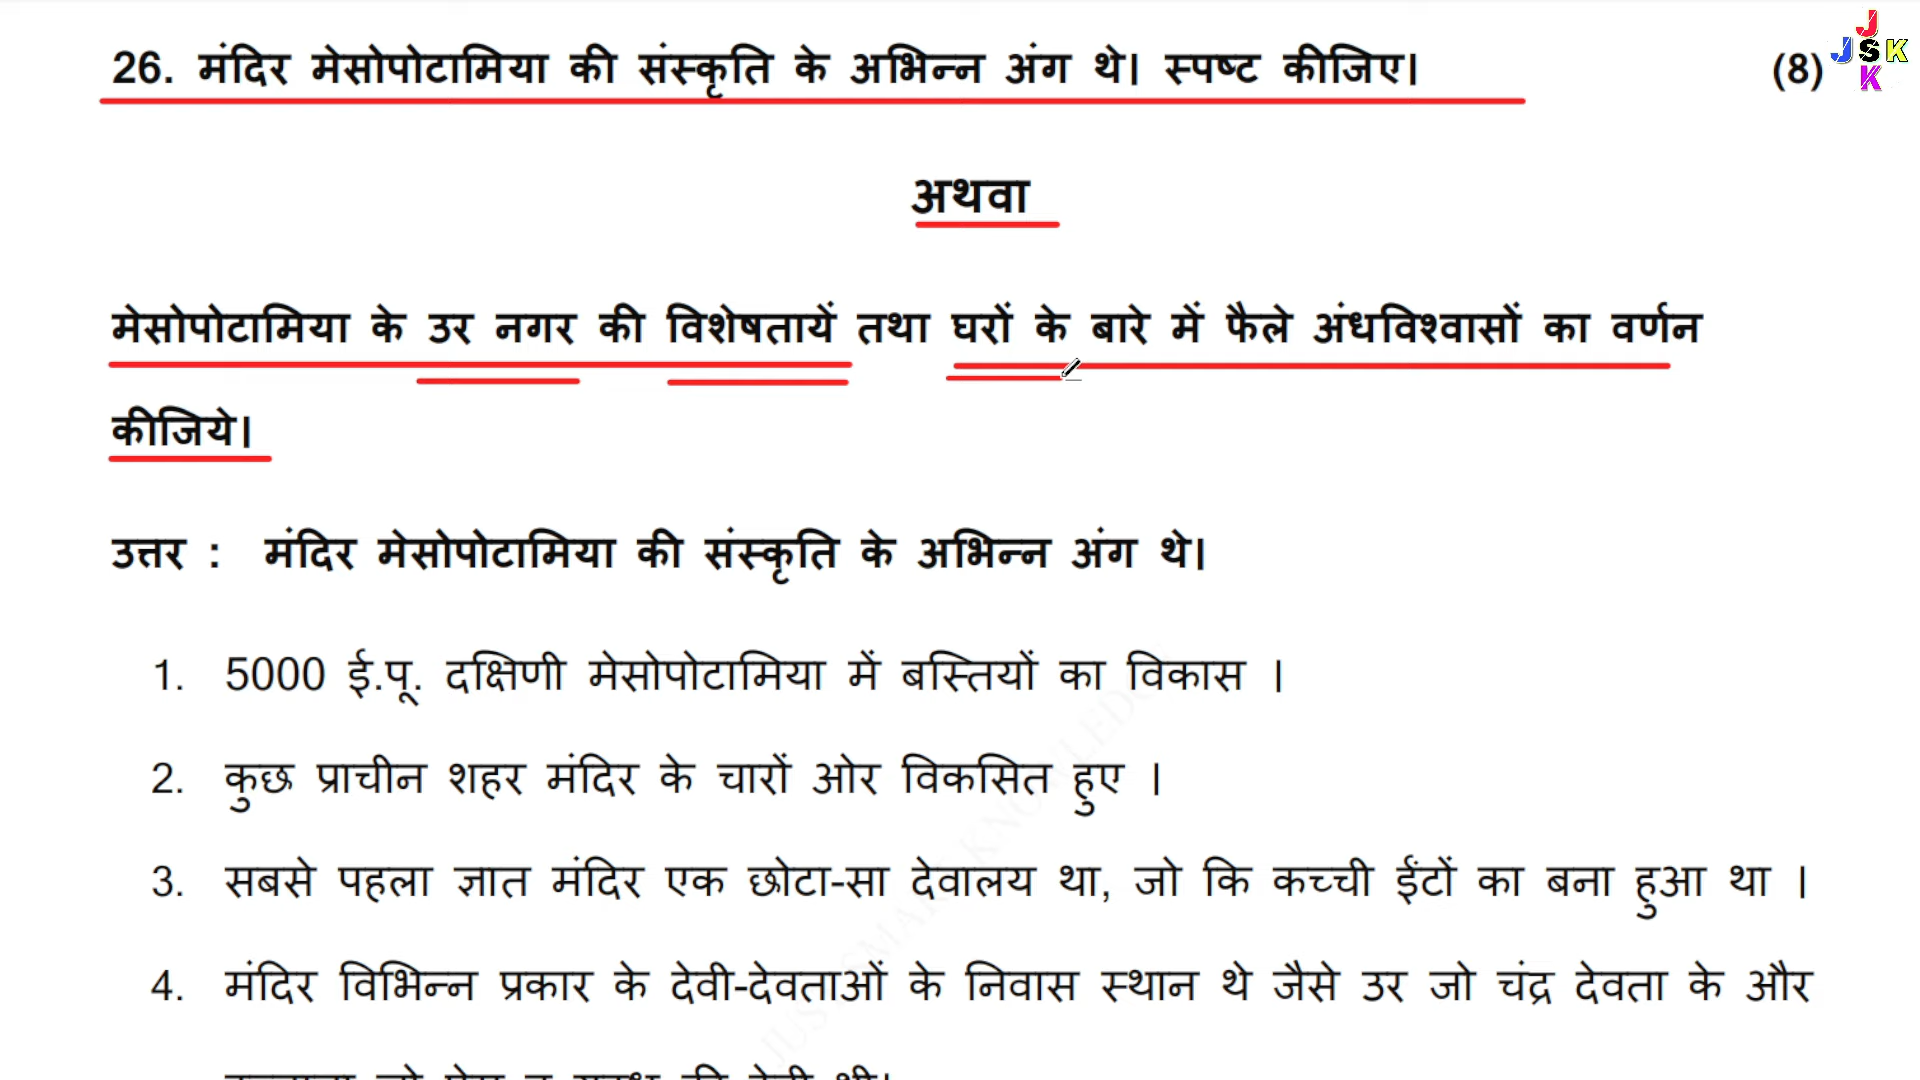 26. मंदिर मेसोपोटामिया की संस्कृति के अभिन्न अंग थे। स्पष्ट कीजिए। (8)
J
J S K
K
अथवा
मेसोपोटामिया के उर नगर की विशेषतायें तथा घरों के बारे में फैले अंधविश्वासों का वर्णन
कीजिये।
उत्तर : मंदिर मेसोपोटामिया की संस्कृति के अभिन्न अंग थे।
1. 5000 ई.पू. दक्षिणी मेसोपोटामिया में बस्तियों का विकास ।
2. कुछ प्राचीन शहर मंदिर के चारों ओर विकसित हुए ।
3. सबसे पहला ज्ञात मंदिर एक छोटा-सा देवालय था, जो कि कच्ची ईंटों का बना हुआ था ।
4. मंदिर विभिन्न प्रकार के देवी-देवताओं के निवास स्थान थे जैसे उर जो चंद्र देवता के और